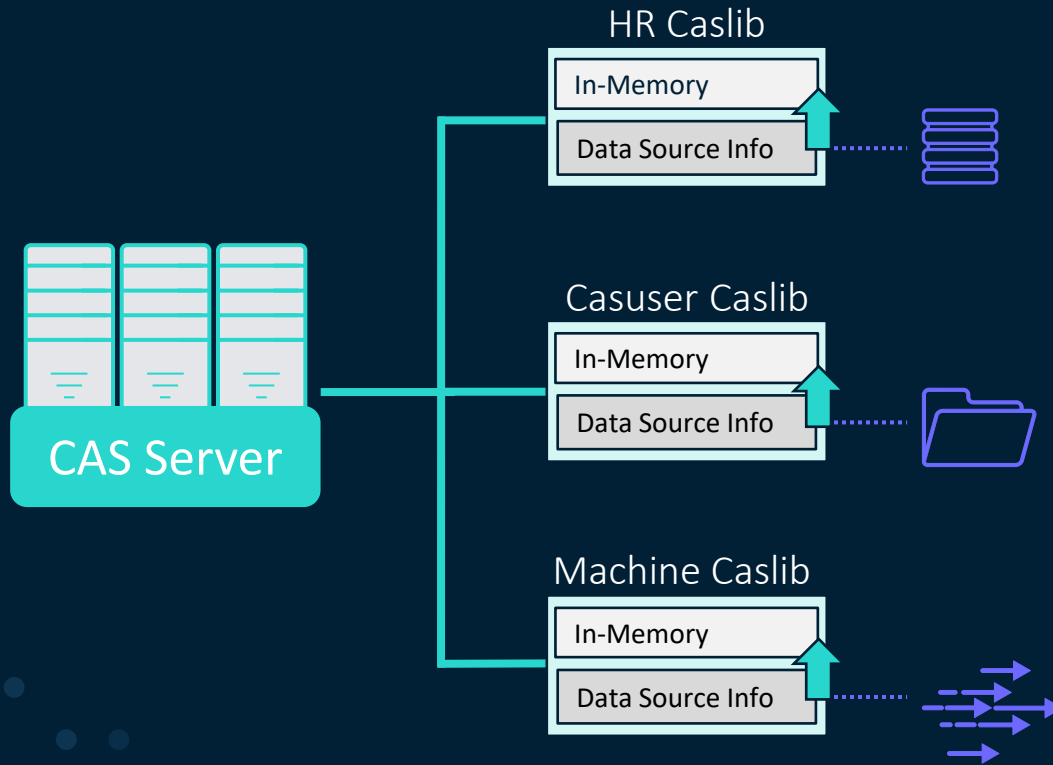 HR Caslib
In-Memory
Data Source Info
Casuser Caslib
In-Memory
Data Source Info
CAS Server
Machine Caslib
In-Memory
Data Source Info